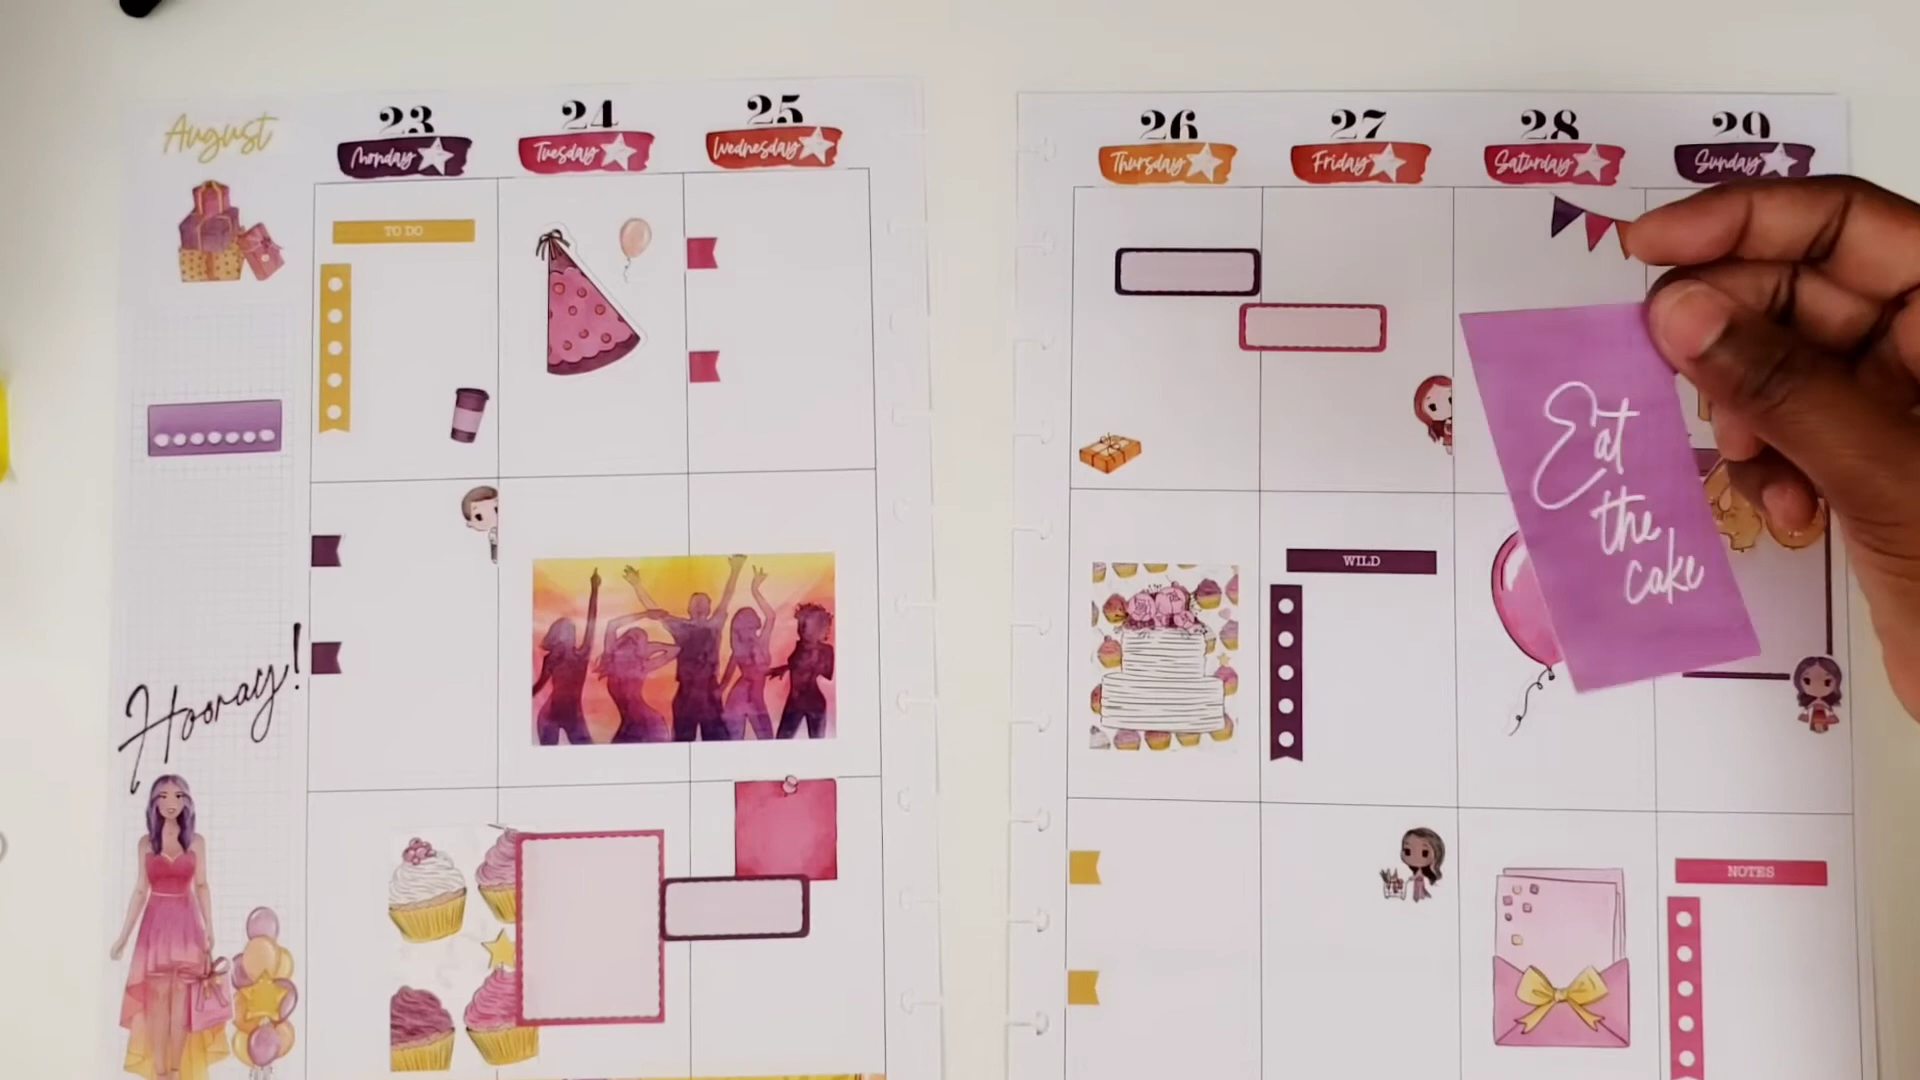 August
23
24
25
Monday
Tuesday
Wednesday
26
27
28
29
Thursday
Friday
Saturday
Sunday
TO DO
Eat
the
cake
WILD
Hooray!
NOTES